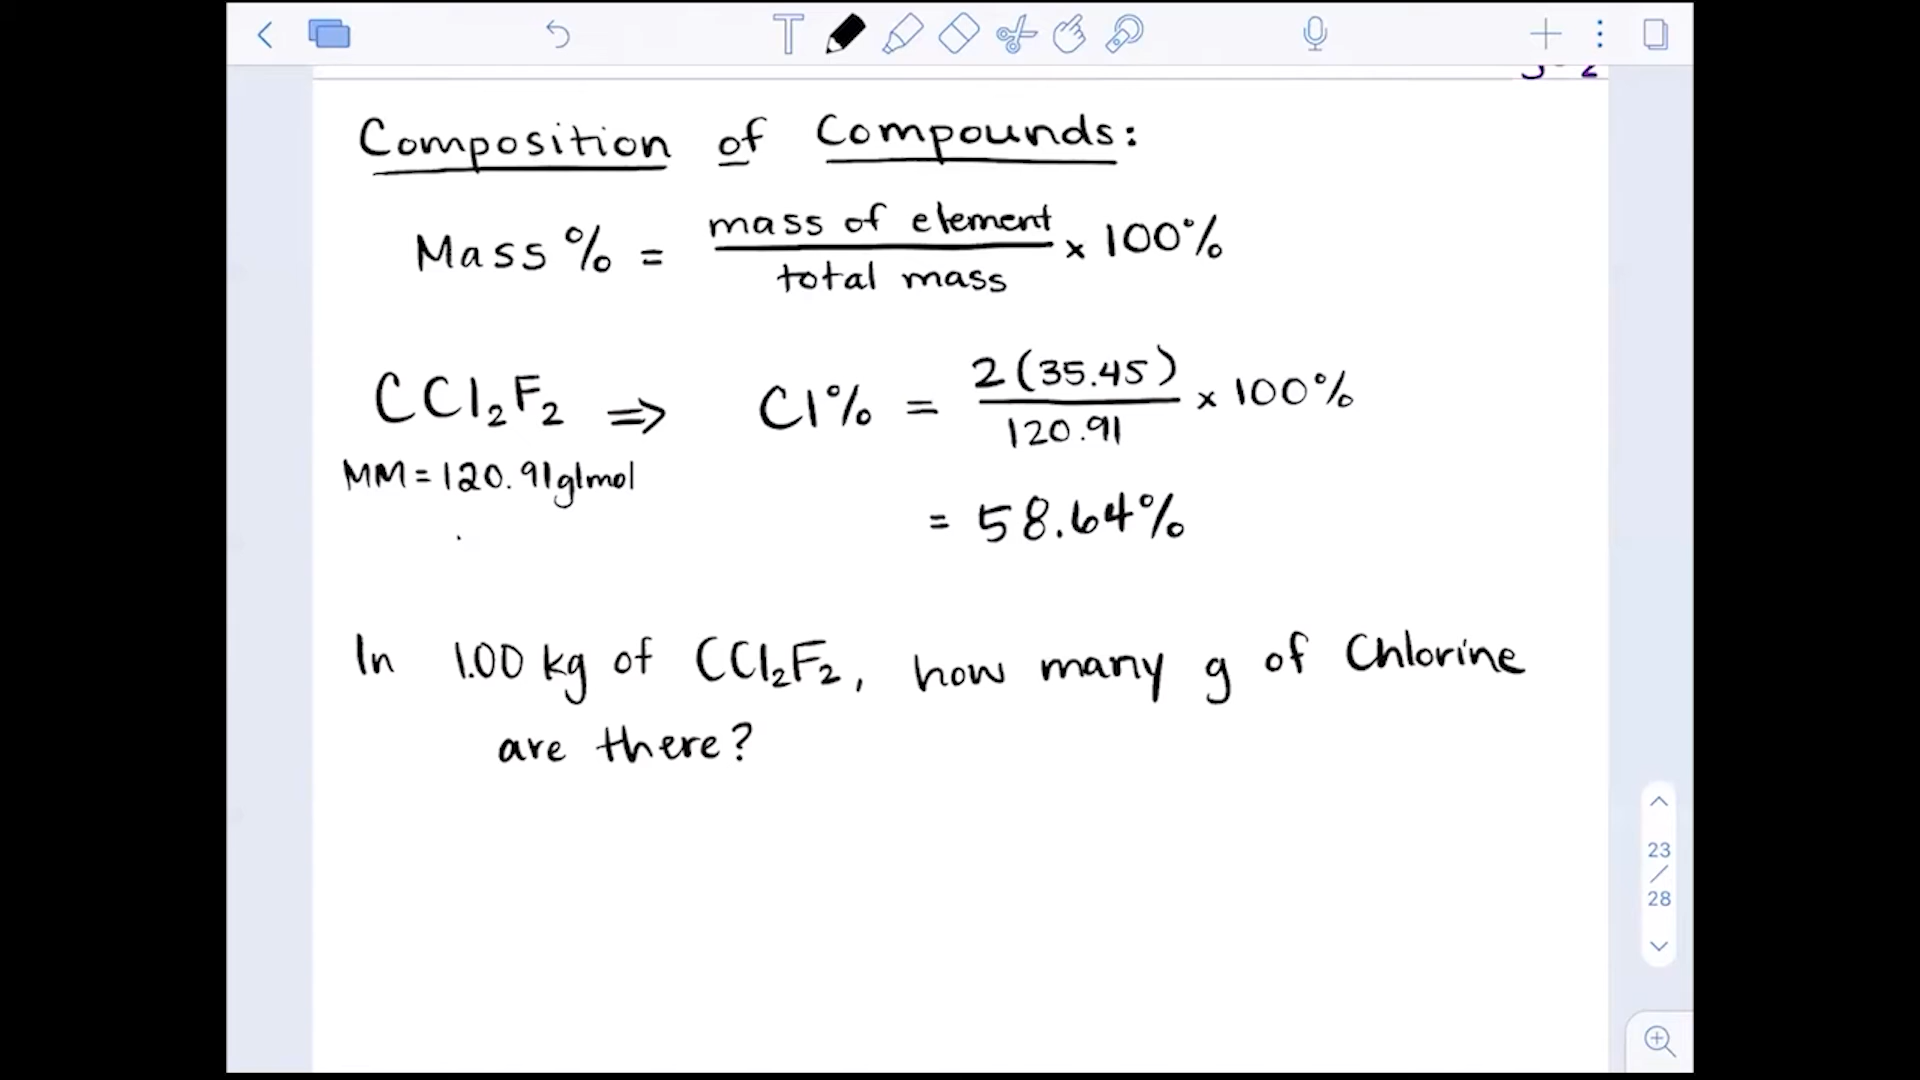 Composition of Compounds:
Mass % = mass of element / total mass x 100%
CCl₂F₂ ⇒ Cl% = 2(35.45) / 120.91 x 100%
MM = 120.91g/mol
= 58.64%
In 1.00 kg of CCl₂F₂, how many g of Chlorine
are there?
23
/
28